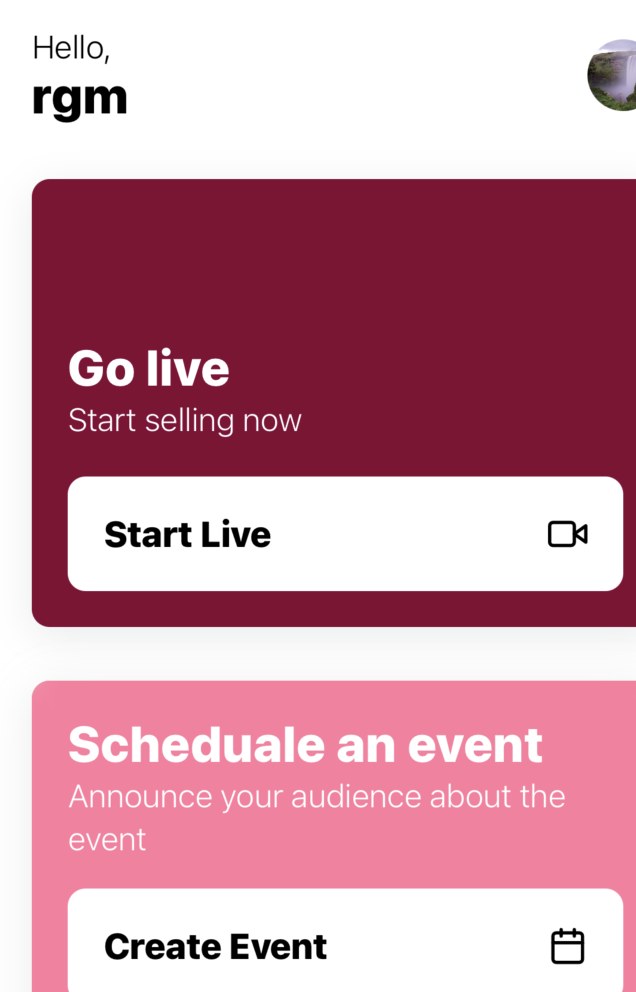 Hello,
rgm
Go live
Start selling now
Start Live
Scheduale an event
Announce your audience about the
event
Create Event